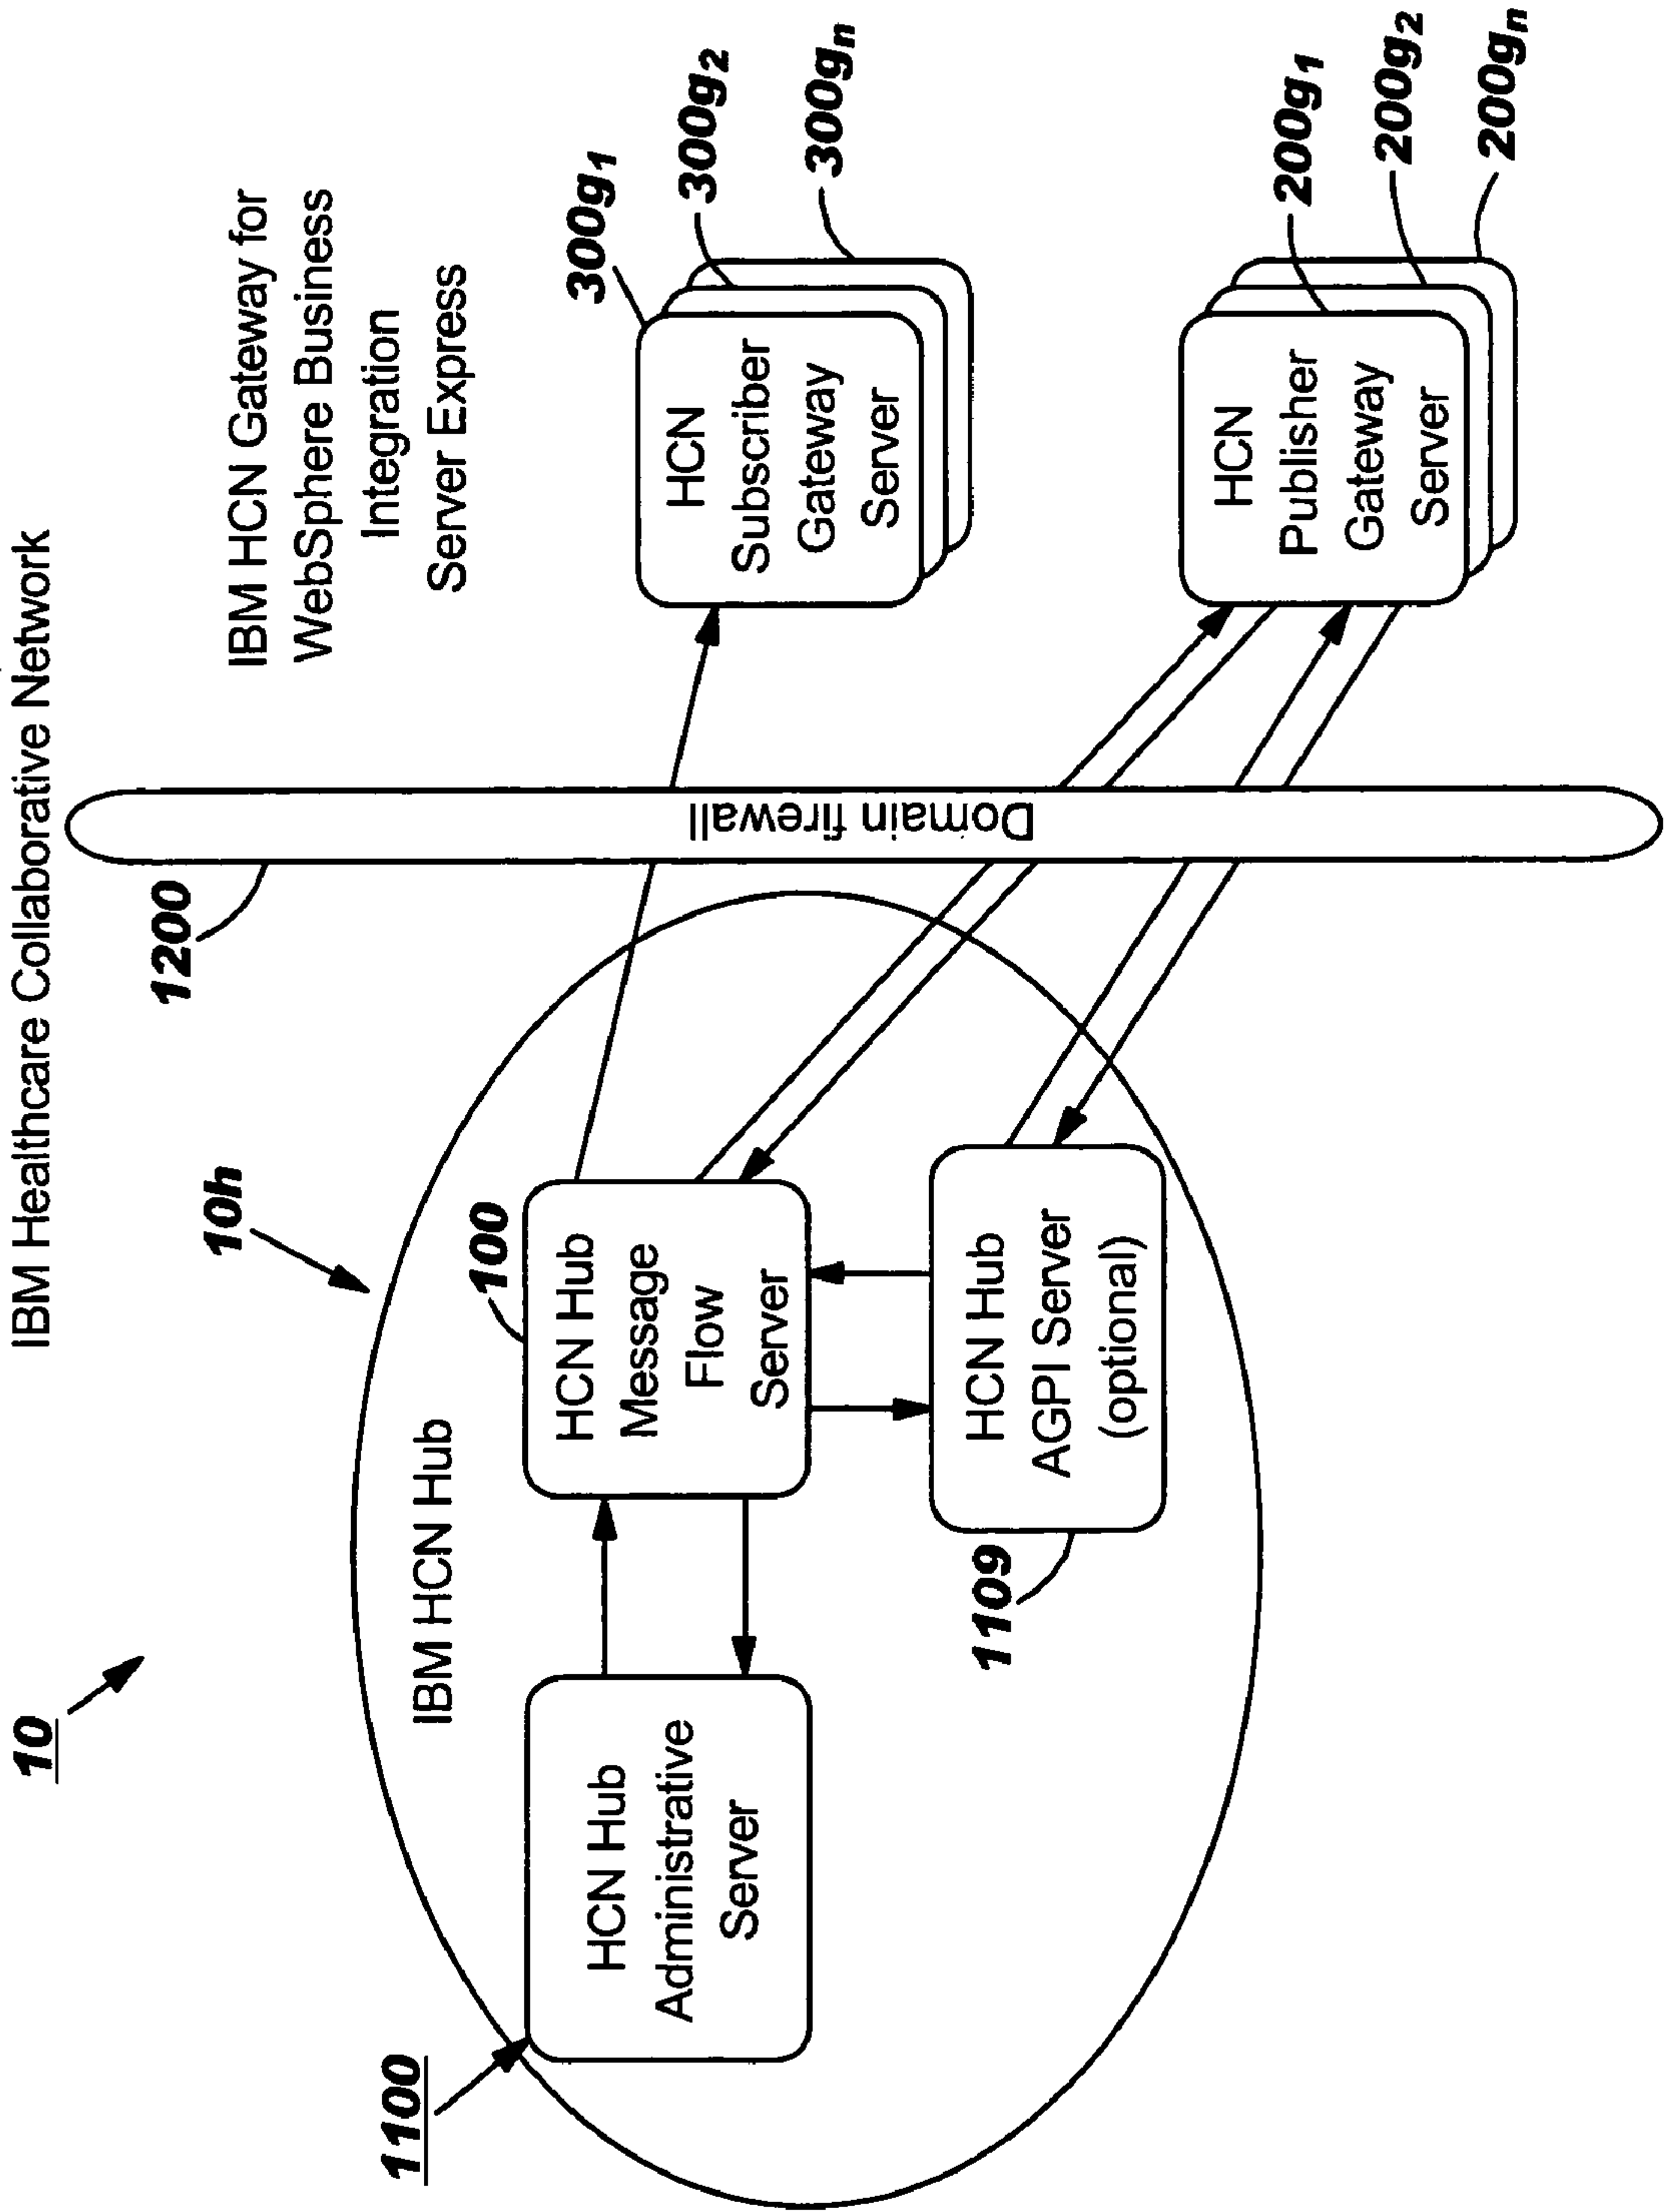 IBM Healthcare Collaborative Network
10
1200
IBM HCN Gateway for
WebSphere Business
Integration
Server Express
10h
IBM HCN Hub
1100
HCN Hub
Administrative
Server
100
HCN Hub
Message
Flow
Server
1109
HCN Hub
AGPI Server
(optional)
Domain firewall
300g1
300g2
300gn
HCN
Subscriber
Gateway
Server
200g1
200g2
200gn
HCN
Publisher
Gateway
Server